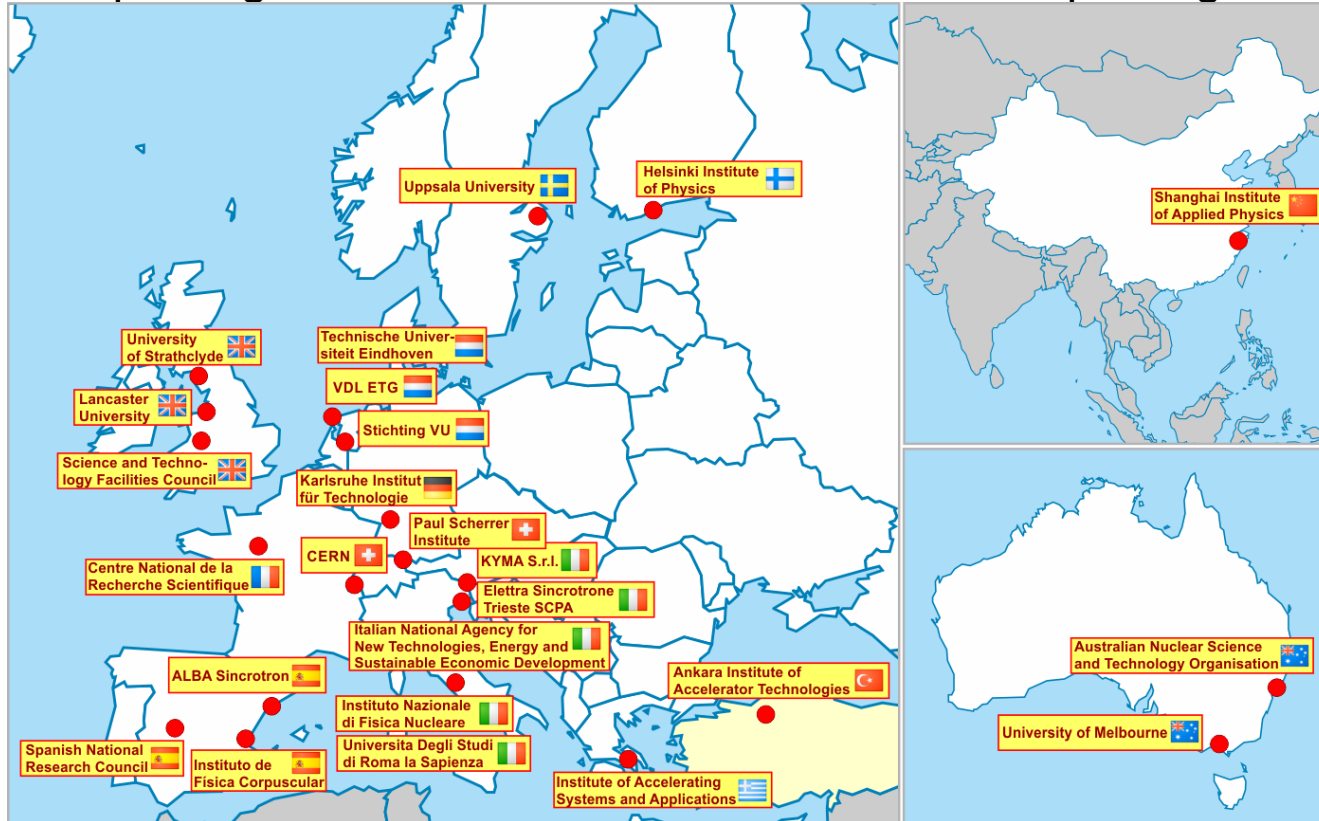 Uppsala University
Helsinki Institute
of Physics
Shanghai Institute
of Applied Physics
University
of Strathclyde
Technische Univer-
siteit Eindhoven
VDL ETG
Lancaster
University
Stichting VU
Science and Techno-
logy Facilities Council
Karlsruhe Institut
für Technologie
Paul Scherrer
Institute
CERN
KYMA S.r.l.
Centre National de la
Recherche Scientifique
Elettra Sincrotrone
Trieste SCPA
Italian National Agency for
New Technologies, Energy and
Sustainable Economic Development
ALBA Sincrotron
Ankara Institute of
Accelerator Technologies
Australian Nuclear Science
and Technology Organisation
Instituto Nazionale
di Fisica Nucleare
University of Melbourne
Spanish National
Research Council
Instituto de
Física Corpuscular
Universita Degli Studi
di Roma la Sapienza
Institute of Accelerating
Systems and Applications